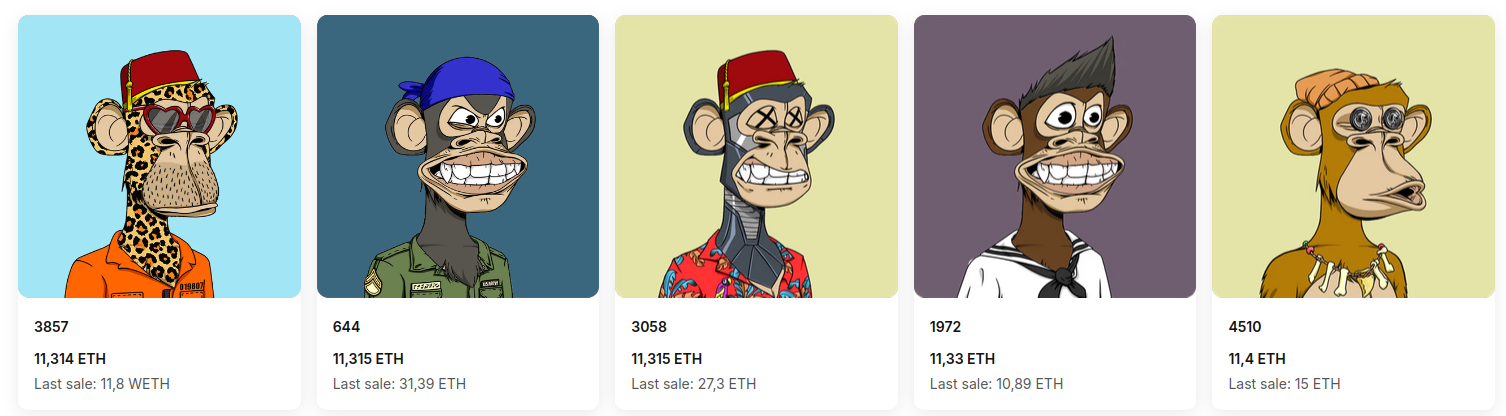 019807
3857
11,314 ETH
Last sale: 11,8 WETH
644
11,315 ETH
Last sale: 31,39 ETH
3058
11,315 ETH
Last sale: 27,3 ETH
1972
11,33 ETH
Last sale: 10,89 ETH
4510
11,4 ETH
Last sale: 15 ETH